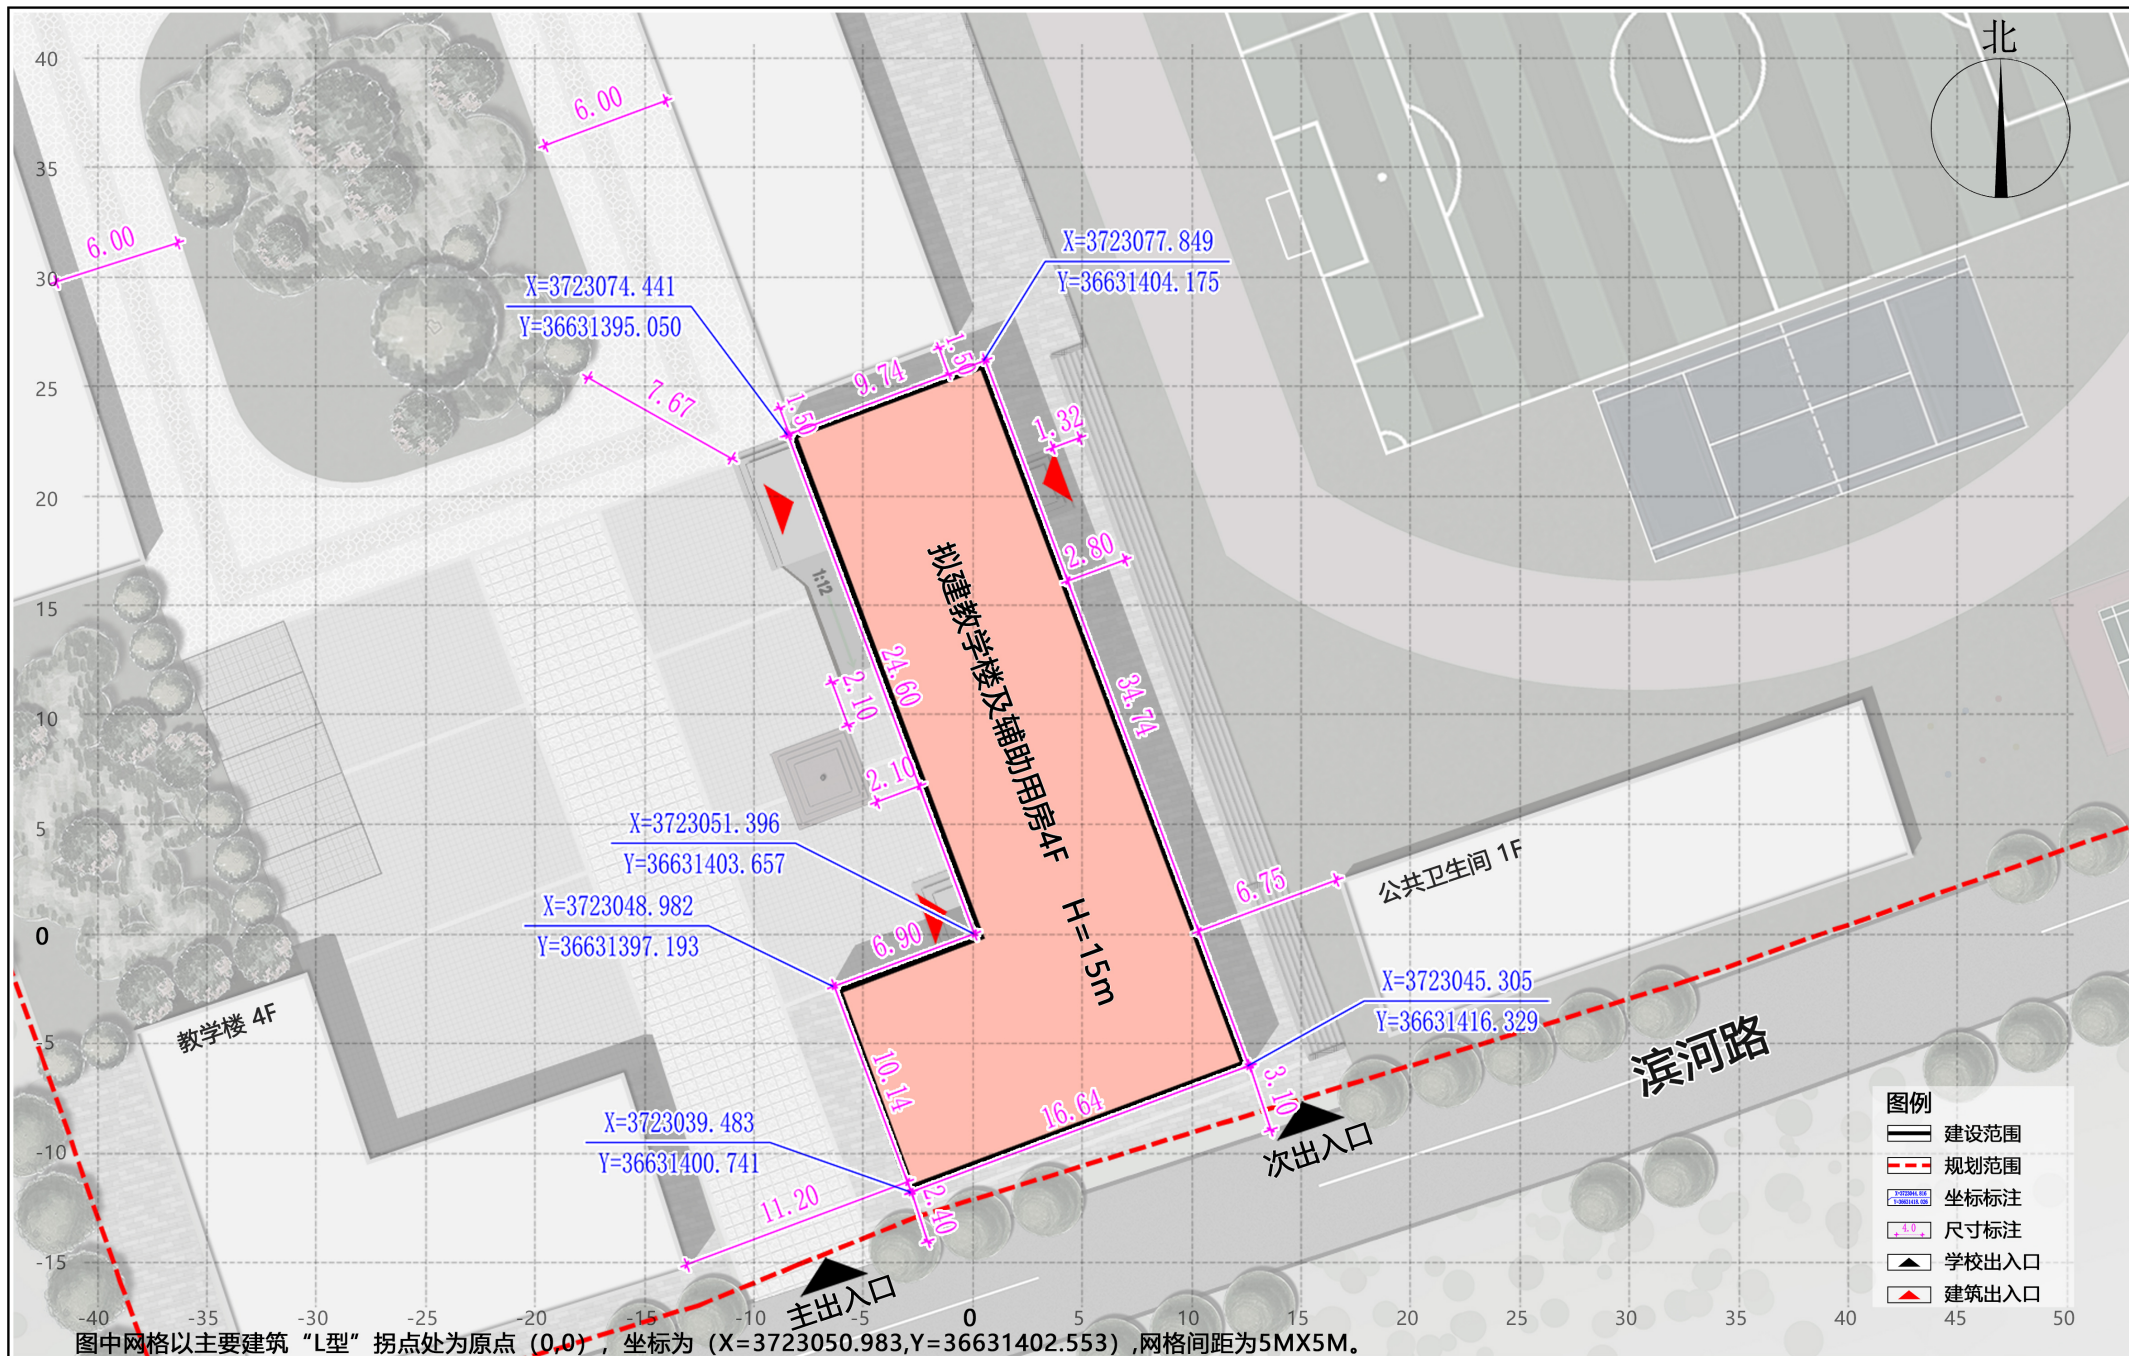 北
40
35
30
25
20
15
10
5
0
-5
-10
-15
-40
-35
-30
-25
-20
-15
-10
-5
0
5
10
15
20
25
30
35
40
45
50
6.00
6.00
X=3723077.849
Y=36631404.175
X=3723074.441
Y=36631395.050
1.50
9.74
1.50
7.67
1.32
2.80
1:12
24.60
2.10
2.10
34.74
拟建教学楼及辅助用房4F H=15m
X=3723051.396
Y=36631403.657
X=3723048.982
Y=36631397.193
6.90
6.75
公共卫生间 1F
X=3723045.305
Y=36631416.329
教学楼 4F
10.14
16.64
3.10
滨河路
X=3723039.483
Y=36631400.741
11.20
2.40
次出入口
主出入口
图例
建设范围
规划范围
坐标标注
4.0
尺寸标注
学校出入口
建筑出入口
图中网格以主要建筑“L型”拐点处为原点（0,0），坐标为（X=3723050.983,Y=36631402.553）,网格间距为5MX5M。